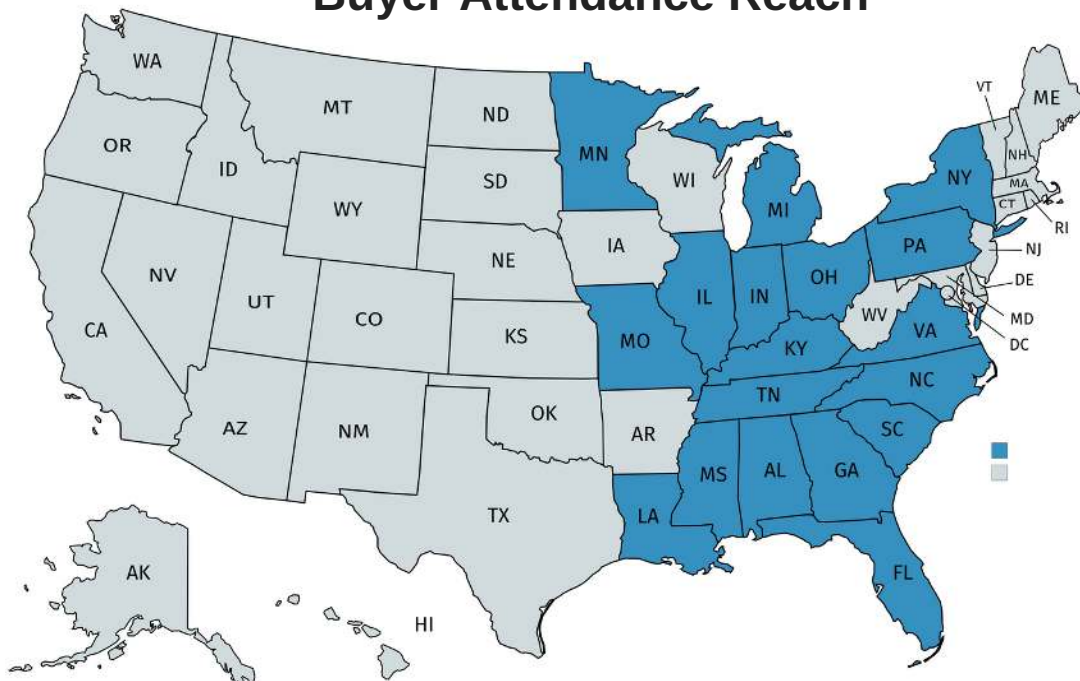 Buyer Attendance Reach
WA
MT
ND
MN
VT
ME
OR
ID
SD
WI
NH
NY
MA
WY
MI
CT
RI
IA
PA
NJ
NE
NV
OH
DE
UT
IL
IN
CO
WV
MD
CA
KS
MO
VA
DC
KY
NC
TN
OK
AZ
NM
AR
SC
MS
AL
GA
TX
LA
AK
FL
HI